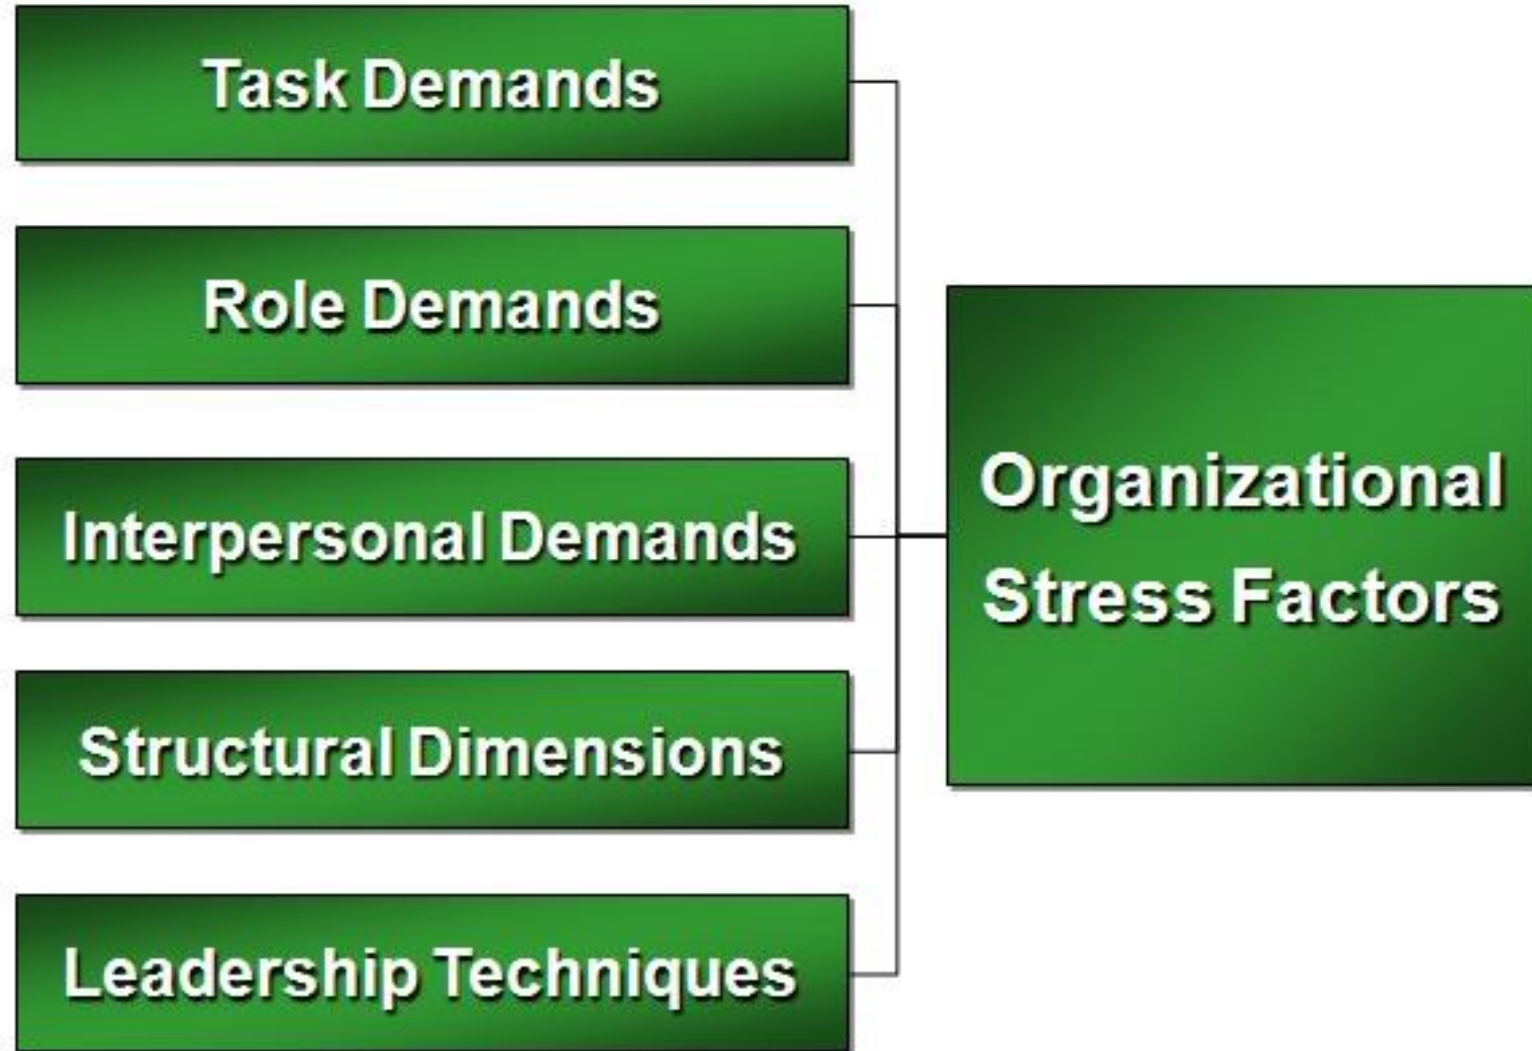 Task Demands
Role Demands
Interpersonal Demands
Structural Dimensions
Leadership Techniques
Organizational
Stress Factors